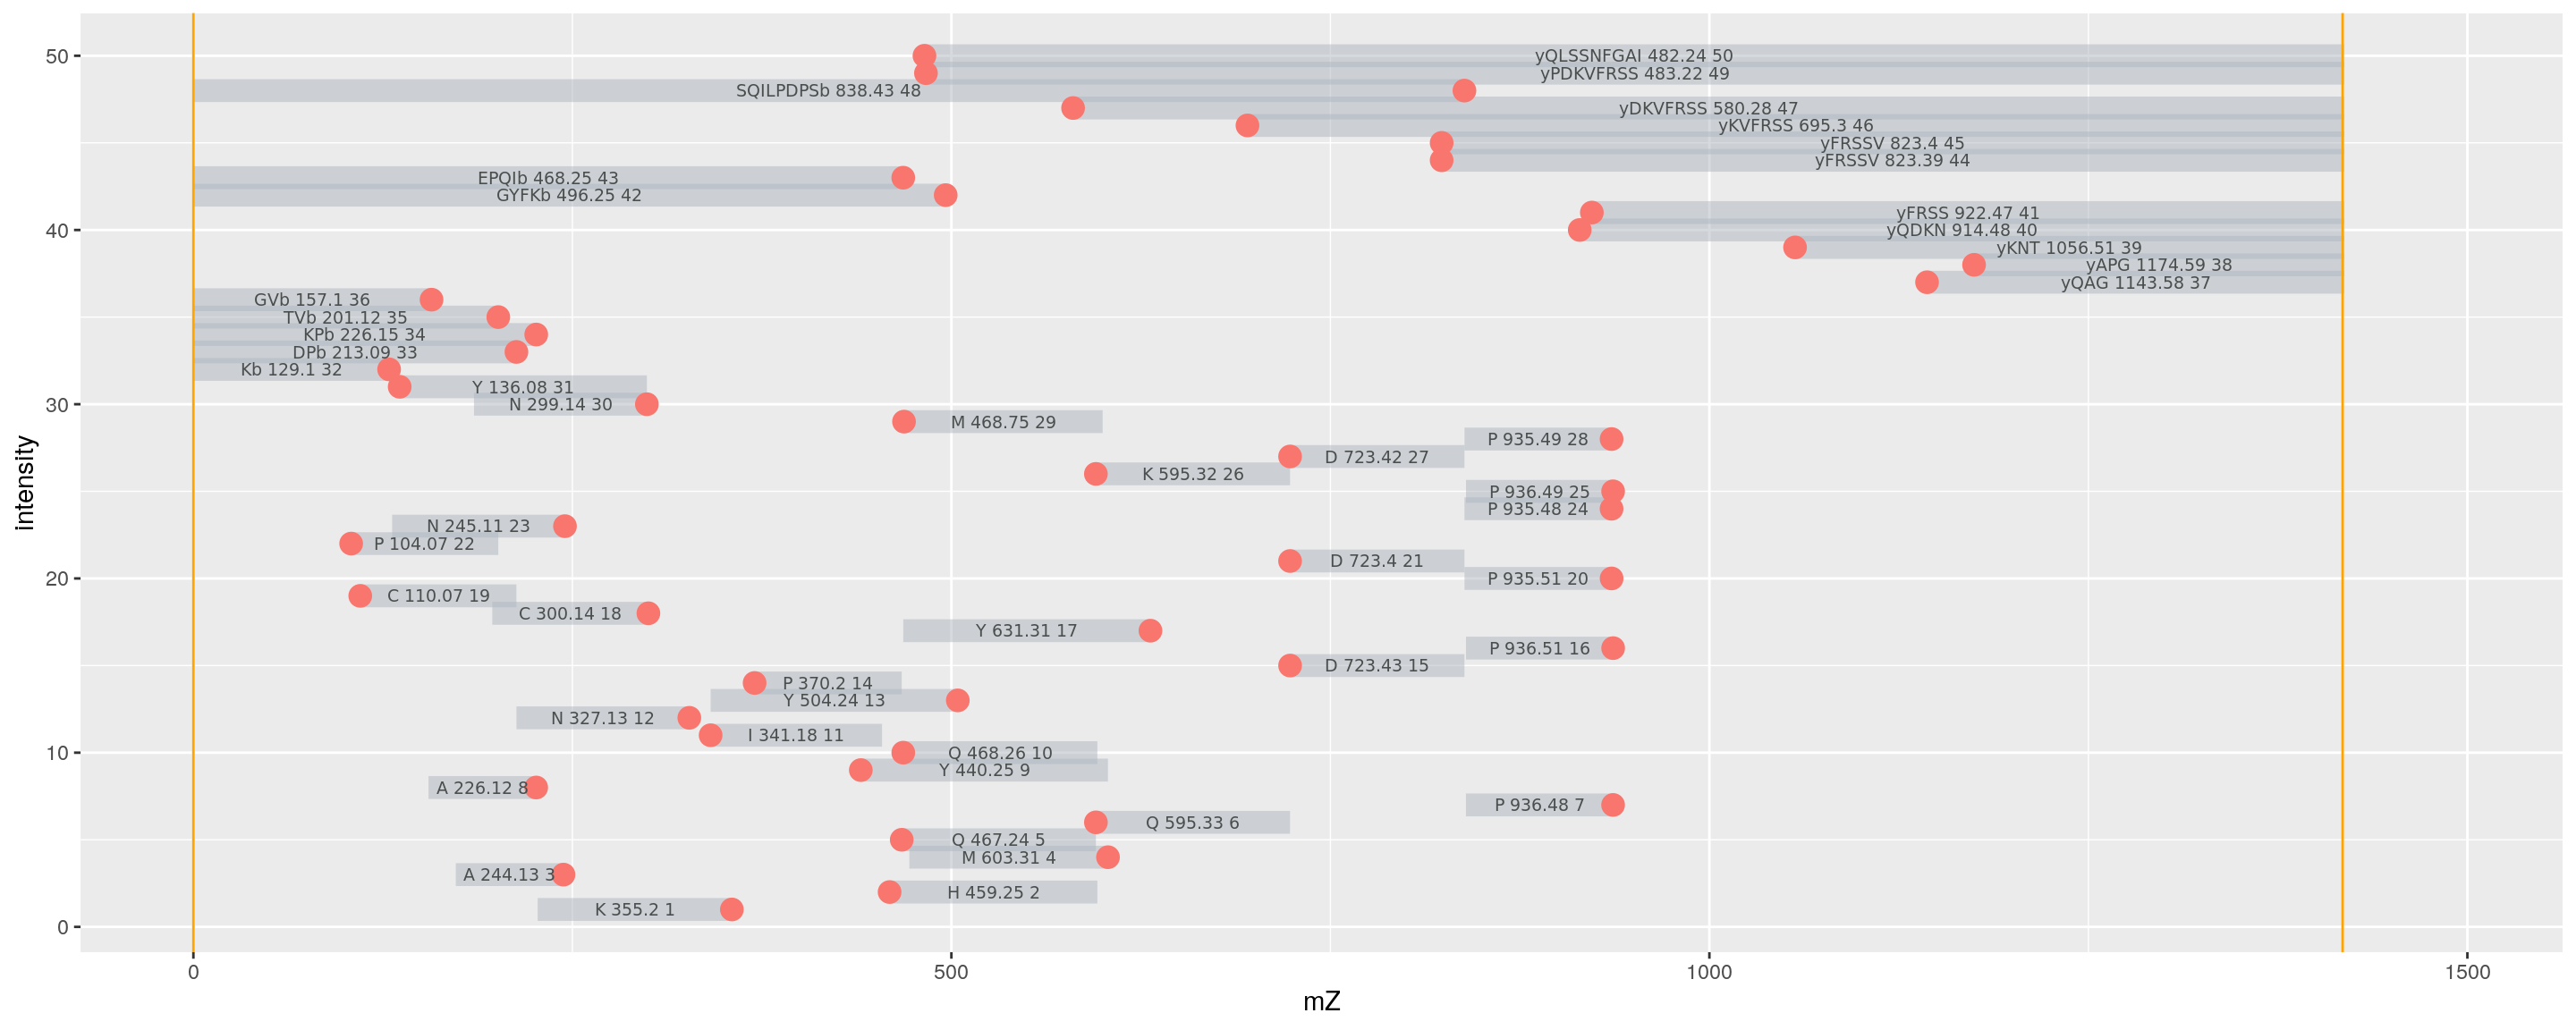 50
yQLSSNFGAI 482.24 50
yPDKVFRSS 483.22 49
SQILPDPSb 838.43 48
yDKVFRSS 580.28 47
yKVFRSS 695.3 46
yFRSSV 823.4 45
yFRSSV 823.39 44
EPQIb 468.25 43
GYFKb 496.25 42
yFRSS 922.47 41
40
yQDKN 914.48 40
yKNT 1056.51 39
yAPG 1174.59 38
yQAG 1143.58 37
GVb 157.1 36
TVb 201.12 35
KPb 226.15 34
DPb 213.09 33
Kb 129.1 32
Y 136.08 31
30
N 299.14 30
M 468.75 29
P 935.49 28
D 723.42 27
K 595.32 26
P 936.49 25
P 935.48 24
intensity
N 245.11 23
P 104.07 22
D 723.4 21
20
P 935.51 20
C 110.07 19
C 300.14 18
Y 631.31 17
P 936.51 16
D 723.43 15
P 370.2 14
Y 504.24 13
N 327.13 12
I 341.18 11
10
Q 468.26 10
Y 440.25 9
A 226.12 8
P 936.48 7
Q 595.33 6
Q 467.24 5
M 603.31 4
A 244.13 3
H 459.25 2
K 355.2 1
0
0 500 1000 1500
mZ